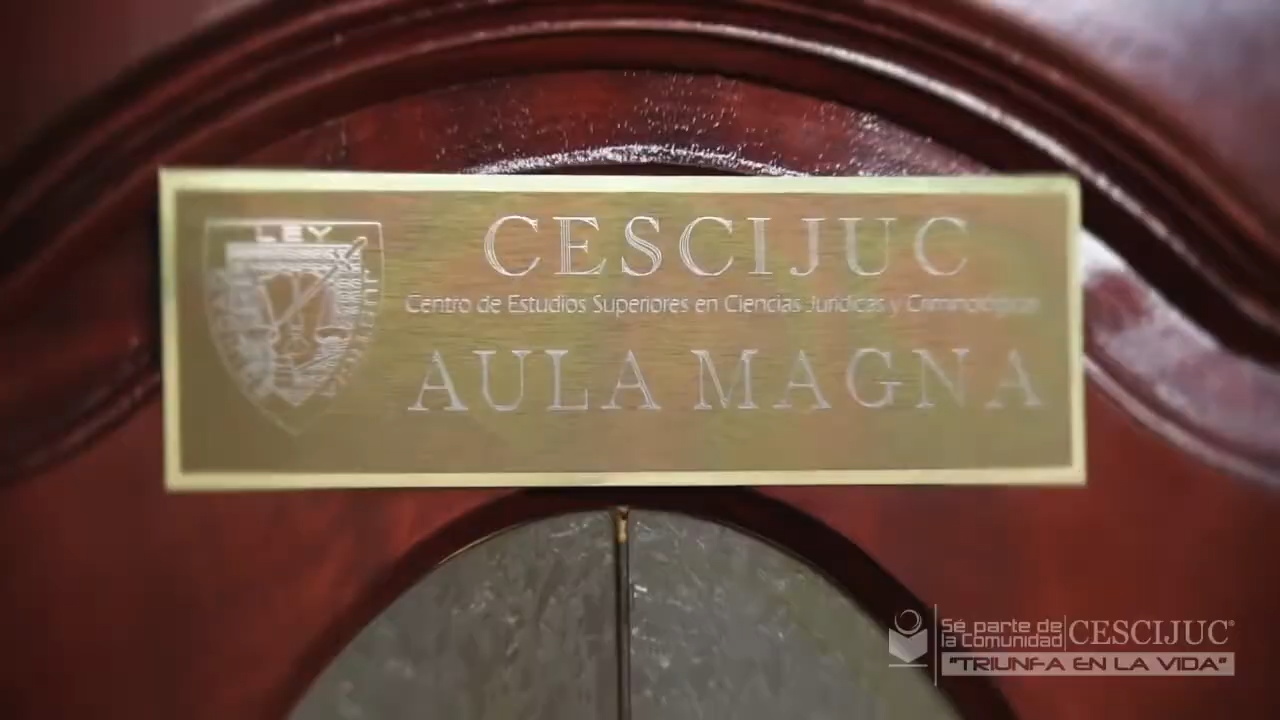 LEY
CESCIJUC
Centro de Estudios Superiores en Ciencias Jurídicas y Criminológicas
AULA MAGNA
Sé parte de
la Comunidad
CESCIJUC®
"TRIUNFA EN LA VIDA"